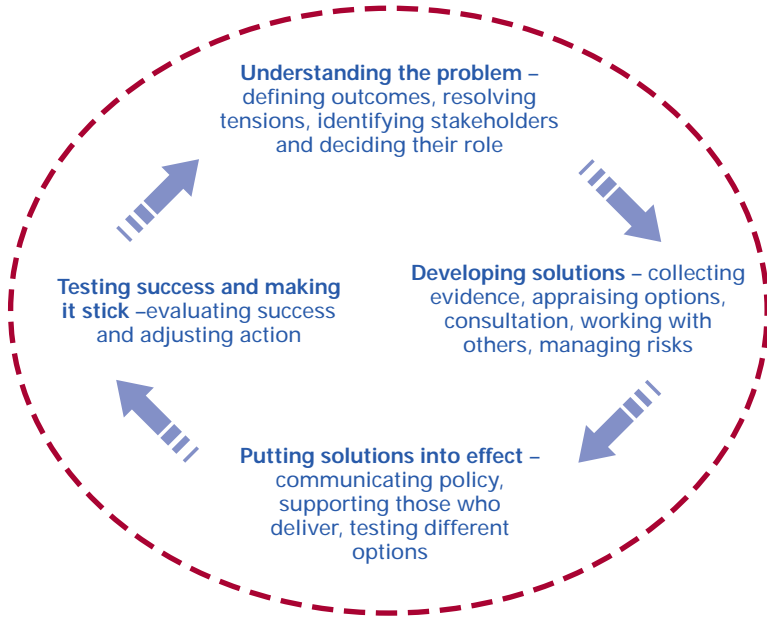 Understanding the problem –
defining outcomes, resolving
tensions, identifying stakeholders
and deciding their role
Developing solutions – collecting
evidence, appraising options,
consultation, working with
others, managing risks
Putting solutions into effect –
communicating policy,
supporting those who
deliver, testing different
options
Testing success and making
it stick –evaluating success
and adjusting action